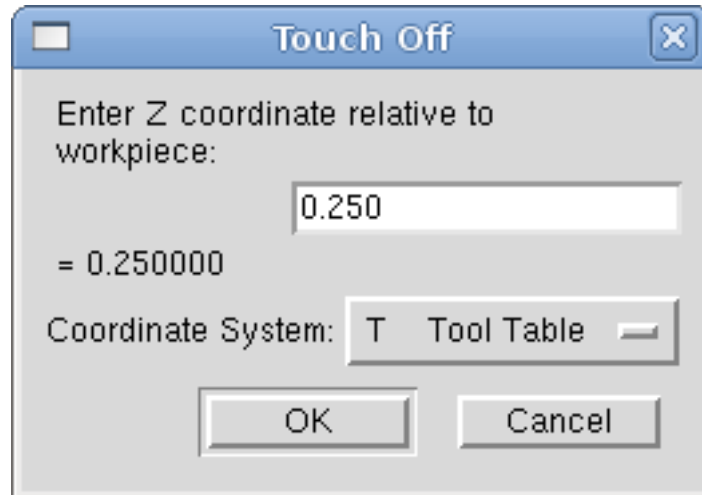 Touch Off
Enter Z coordinate relative to
workpiece:
0.250
= 0.250000
Coordinate System: T Tool Table
OK Cancel